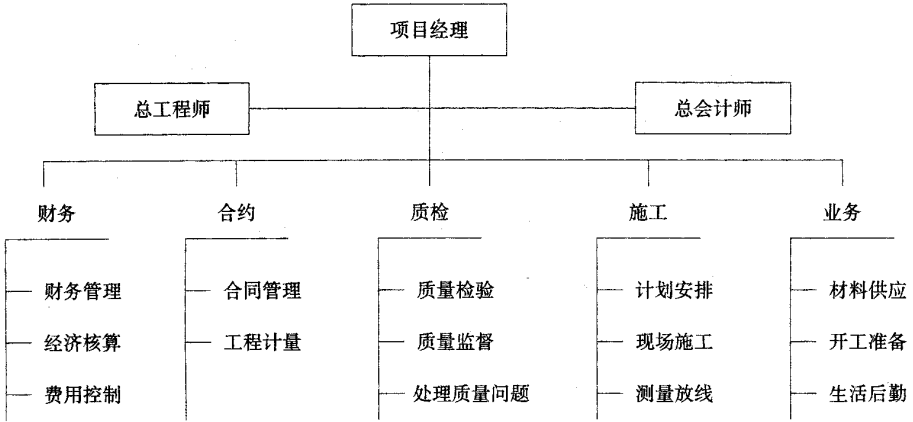 项目经理
总工程师
总会计师
财务
合约
质检
施工
业务
财务管理
合同管理
质量检验
计划安排
材料供应
经济核算
工程计量
质量监督
现场施工
开工准备
费用控制
处理质量问题
测量放线
生活后勤